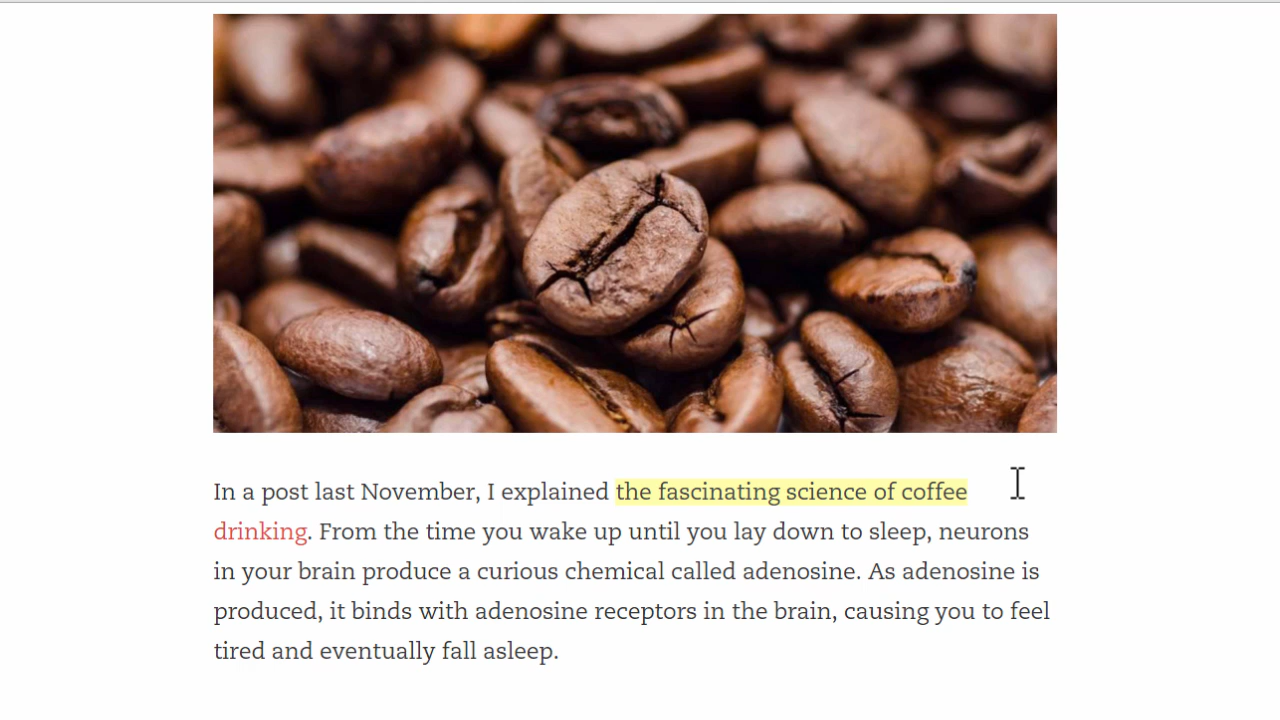 In a post last November, I explained the fascinating science of coffee
drinking. From the time you wake up until you lay down to sleep, neurons
in your brain produce a curious chemical called adenosine. As adenosine is
produced, it binds with adenosine receptors in the brain, causing you to feel
tired and eventually fall asleep.